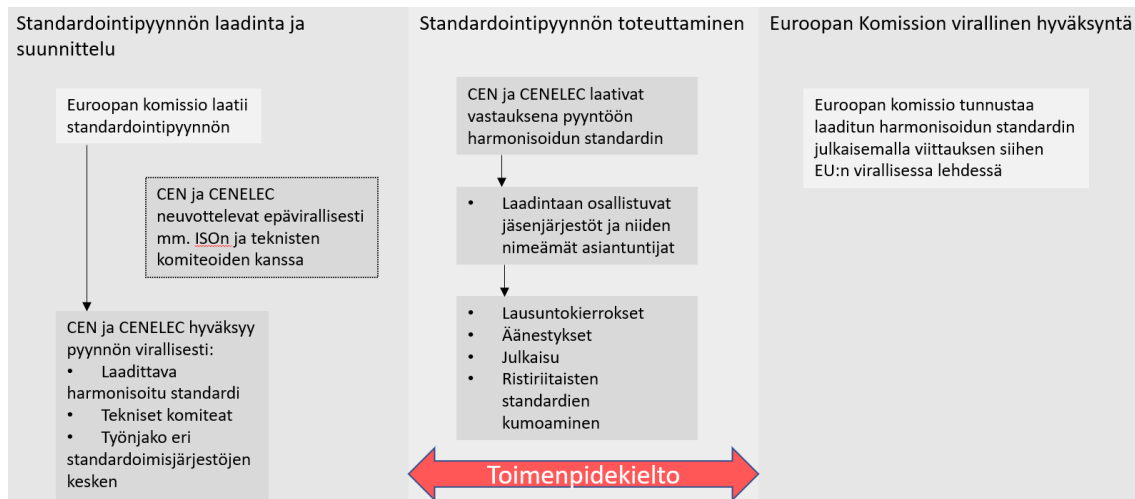 Standardointipyynnön laadinta ja
suunnittelu
Euroopan komissio laatii
standardointipyynnön
CEN ja CENELEC
neuvottelevat epävirallisesti
mm. ISOn ja teknisten
komiteoiden kanssa
CEN ja CENELEC hyväksyy
pyynnön virallisesti:
• Laadittava
harmonisoitu standardi
• Tekniset komiteat
• Työnjako eri
standardoimisjärjestöjen
kesken
Standardointipyynnön toteuttaminen
CEN ja CENELEC laativat
vastauksena pyyntöön
harmonisoidun standardin
• Laadintaan osallistuvat
jäsenjärjestöt ja niiden
nimeämät asiantuntijat
• Lausuntokierrokset
• Äänestykset
• Julkaisu
• Ristiriitaisten
standardien
kumoaminen
Toimenpidekielto
Euroopan Komission virallinen hyväksyntä
Euroopan komissio tunnustaa
laaditun harmonisoidun standardin
julkaisemalla viittauksen siihen
EU:n virallisessa lehdessä